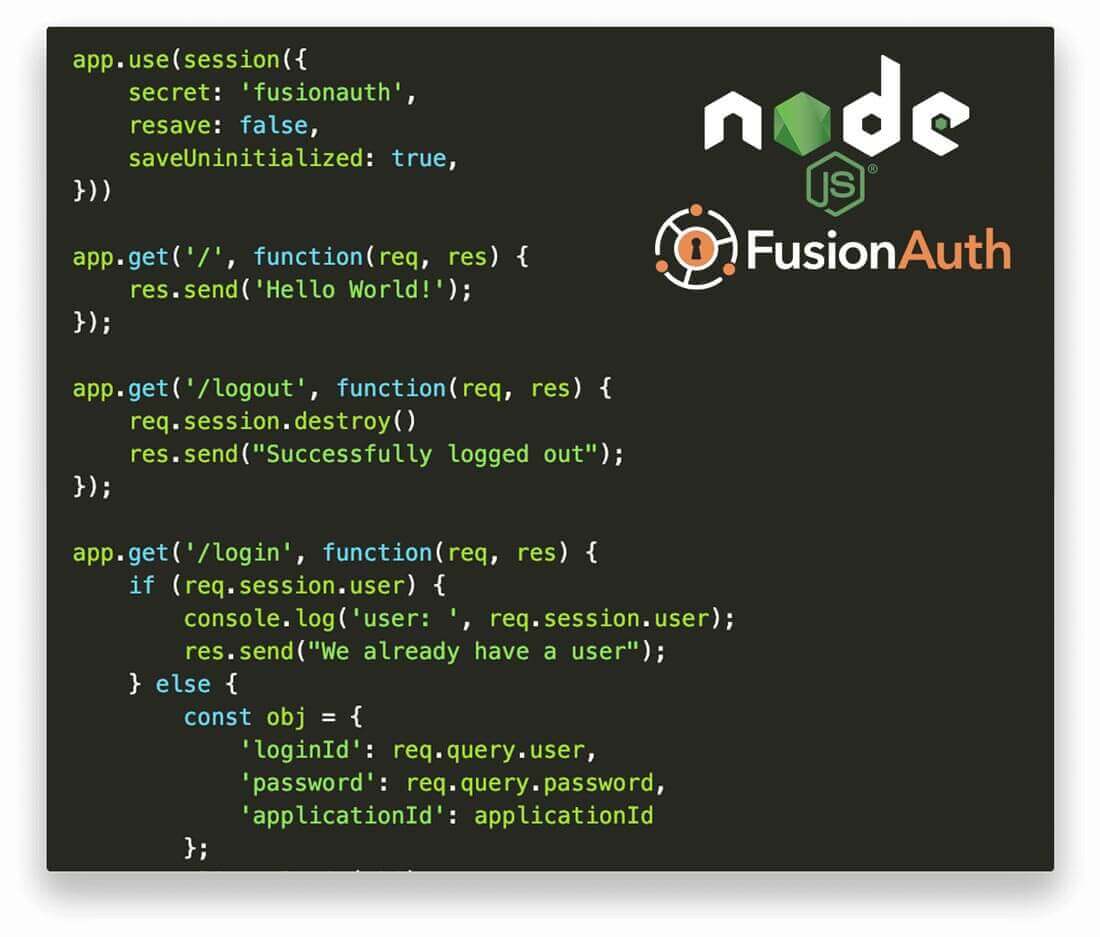 app.use(session({
    secret: 'fusionauth',
    resave: false,
    saveUninitialized: true,
}))
node
JS®
FusionAuth
app.get('/', function(req, res) {
    res.send('Hello World!');
});
app.get('/logout', function(req, res) {
    req.session.destroy()
    res.send("Successfully logged out");
});
app.get('/login', function(req, res) {
    if (req.session.user) {
        console.log('user: ', req.session.user);
        res.send("We already have a user");
    } else {
        const obj = {
            'loginId': req.query.user,
            'password': req.query.password,
            'applicationId': applicationId
        };